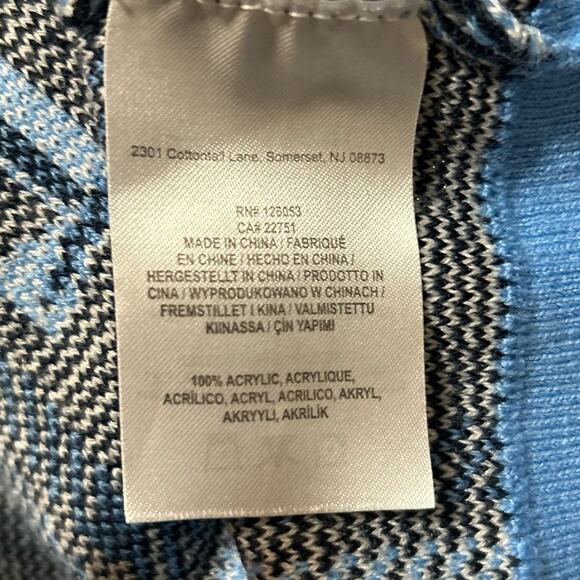 2301 Cottontail Lane, Somerset, NJ 08873
RN# 126053
CA# 22751
MADE IN CHINA / FABRIQUÉ
EN CHINE / HECHO EN CHINA /
HERGESTELLT IN CHINA / PRODOTTO IN
CINA / WYPRODUKOWANO W CHINACH /
FREMSTILLET I KINA / VALMISTETTU
KIINASSA / ÇİN YAPIMI
100% ACRYLIC, ACRYLIQUE,
ACRÍLICO, ACRYL, ACRILICO, AKRYL,
AKRYYLI, AKRİLİK